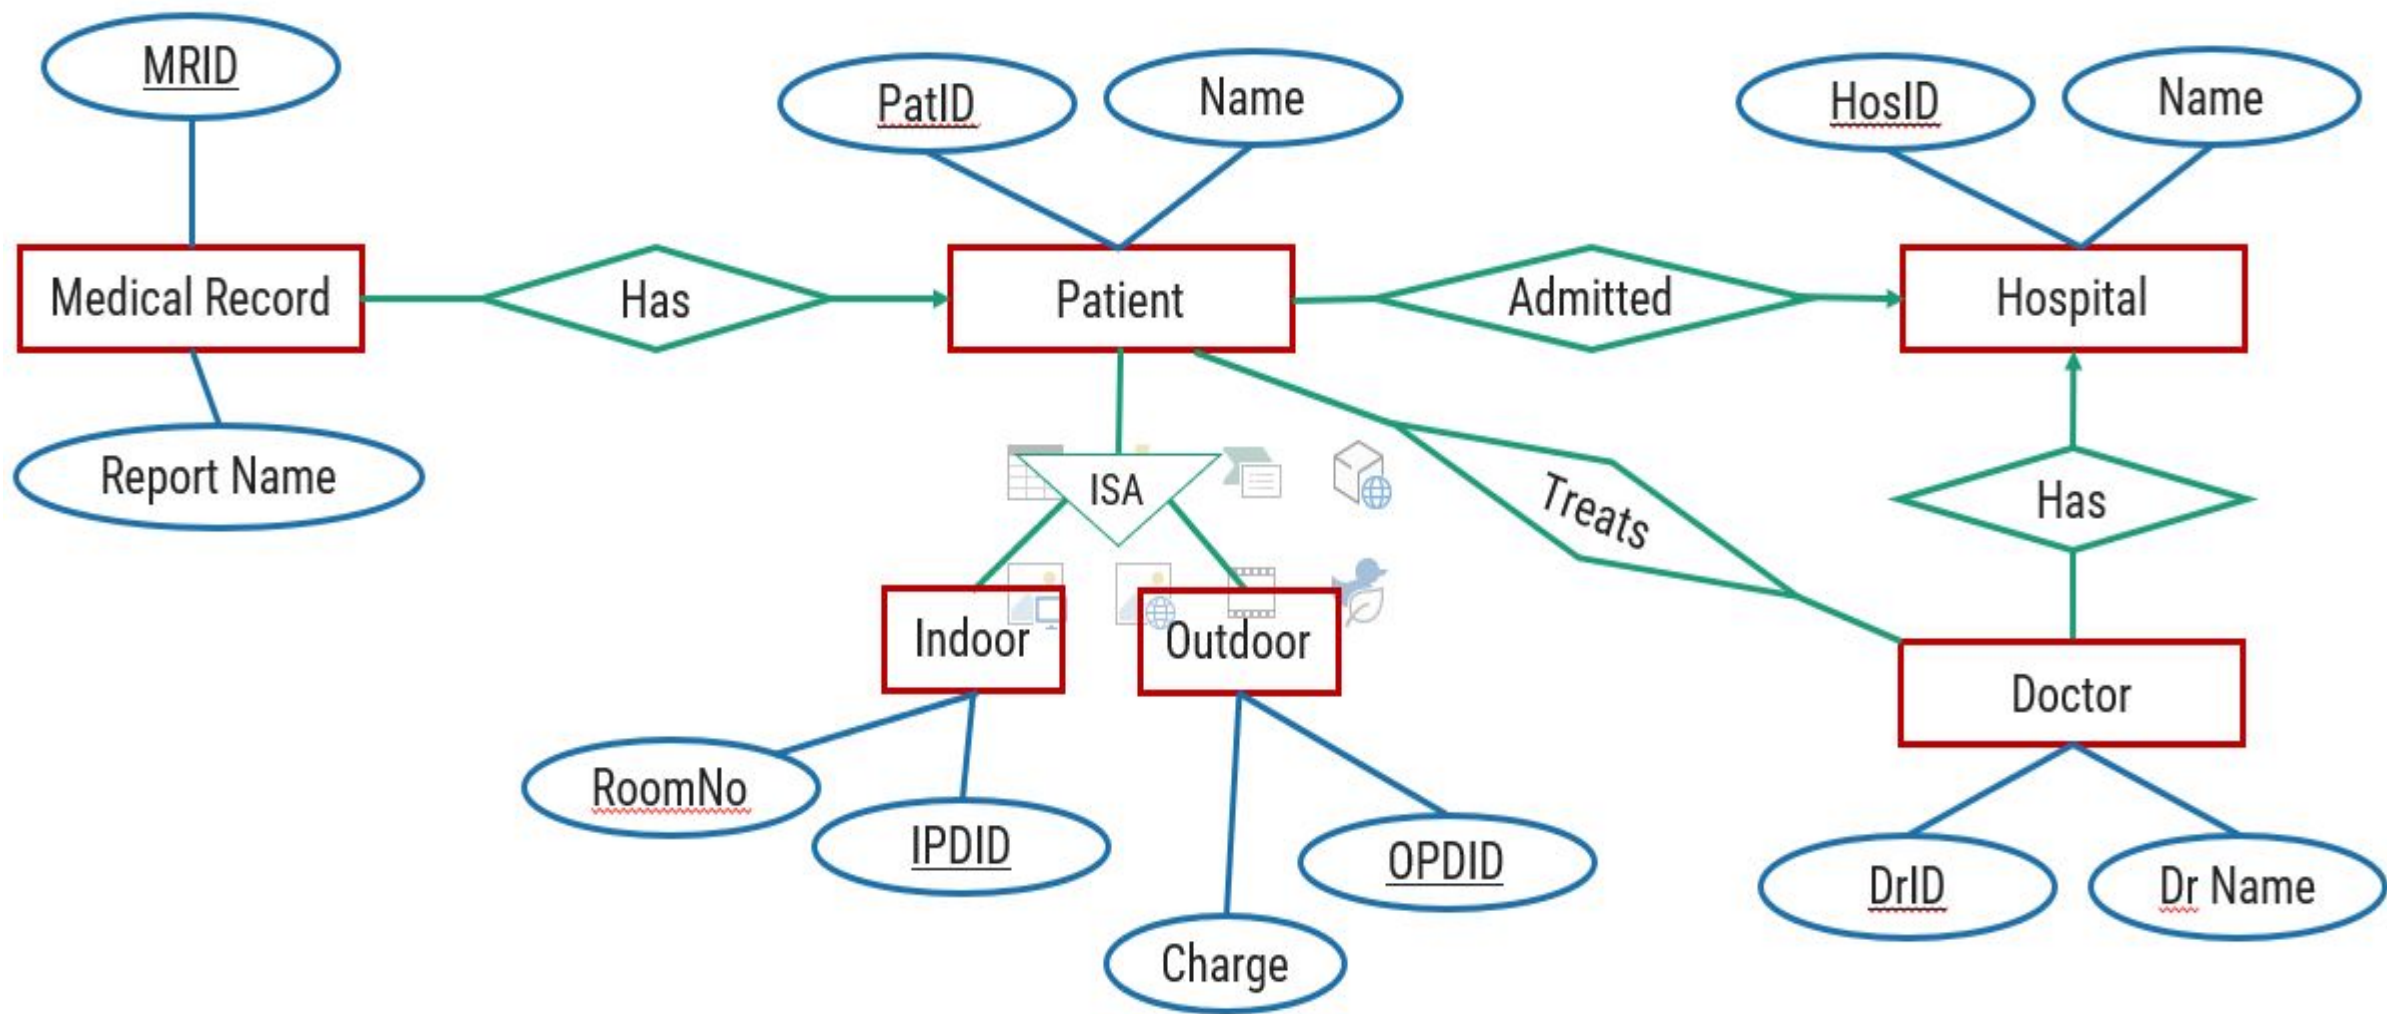 MRID
PatID
Name
HosID
Name
Medical Record
Has
Patient
Admitted
Hospital
Report Name
ISA
Treats
Has
Indoor
Outdoor
Doctor
RoomNo
IPDID
OPDID
DrID
Dr Name
Charge